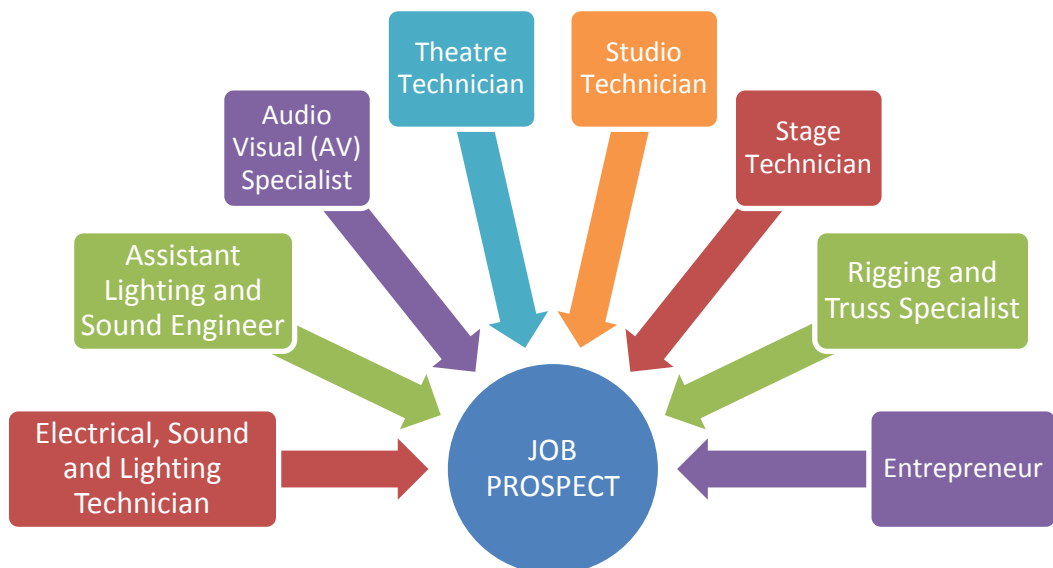 Electrical, Sound
and Lighting
Technician
Assistant
Lighting and
Sound Engineer
Audio
Visual (AV)
Specialist
Theatre
Technician
Studio
Technician
Stage
Technician
Rigging and
Truss Specialist
Entrepreneur
JOB
PROSPECT